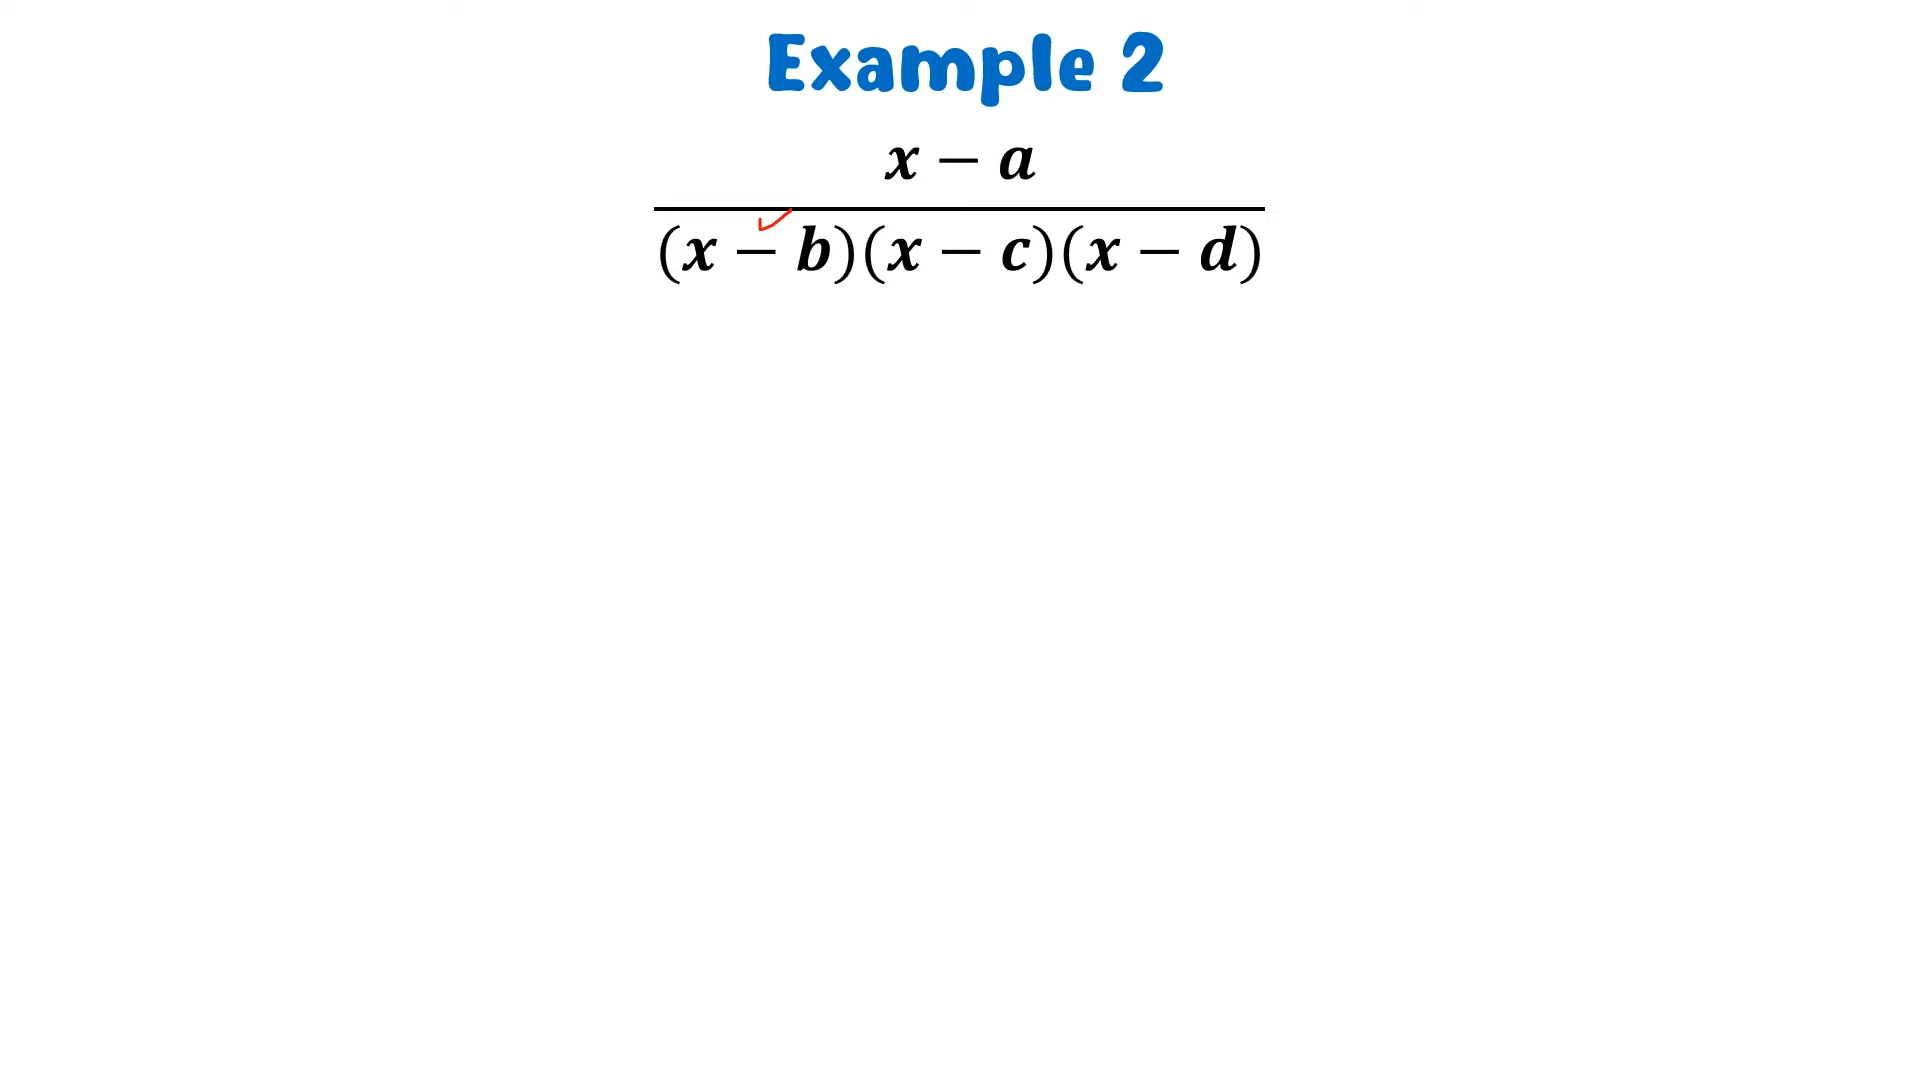 Example 2
x − a
(x − b)(x − c)(x − d)